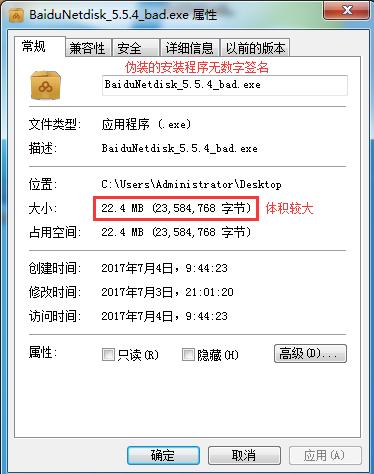 BaiduNetdisk_5.5.4_bad.exe 属性
常规 兼容性 安全 详细信息 以前的版本
伪装的安装程序无数字签名
BaiduNetdisk_5.5.4_bad.exe
文件类型: 应用程序 (.exe)
描述: BaiduNetdisk_5.5.4_bad.exe
位置: C:\Users\Administrator\Desktop
大小: 22.4 MB (23,584,768 字节) 体积较大
占用空间: 22.4 MB (23,584,768 字节)
创建时间: 2017年7月4日，9:44:23
修改时间: 2017年7月3日，21:01:20
访问时间: 2017年7月4日，9:44:23
属性: 只读(R) 隐藏(H) 高级(D)...
确定 取消 应用(A)